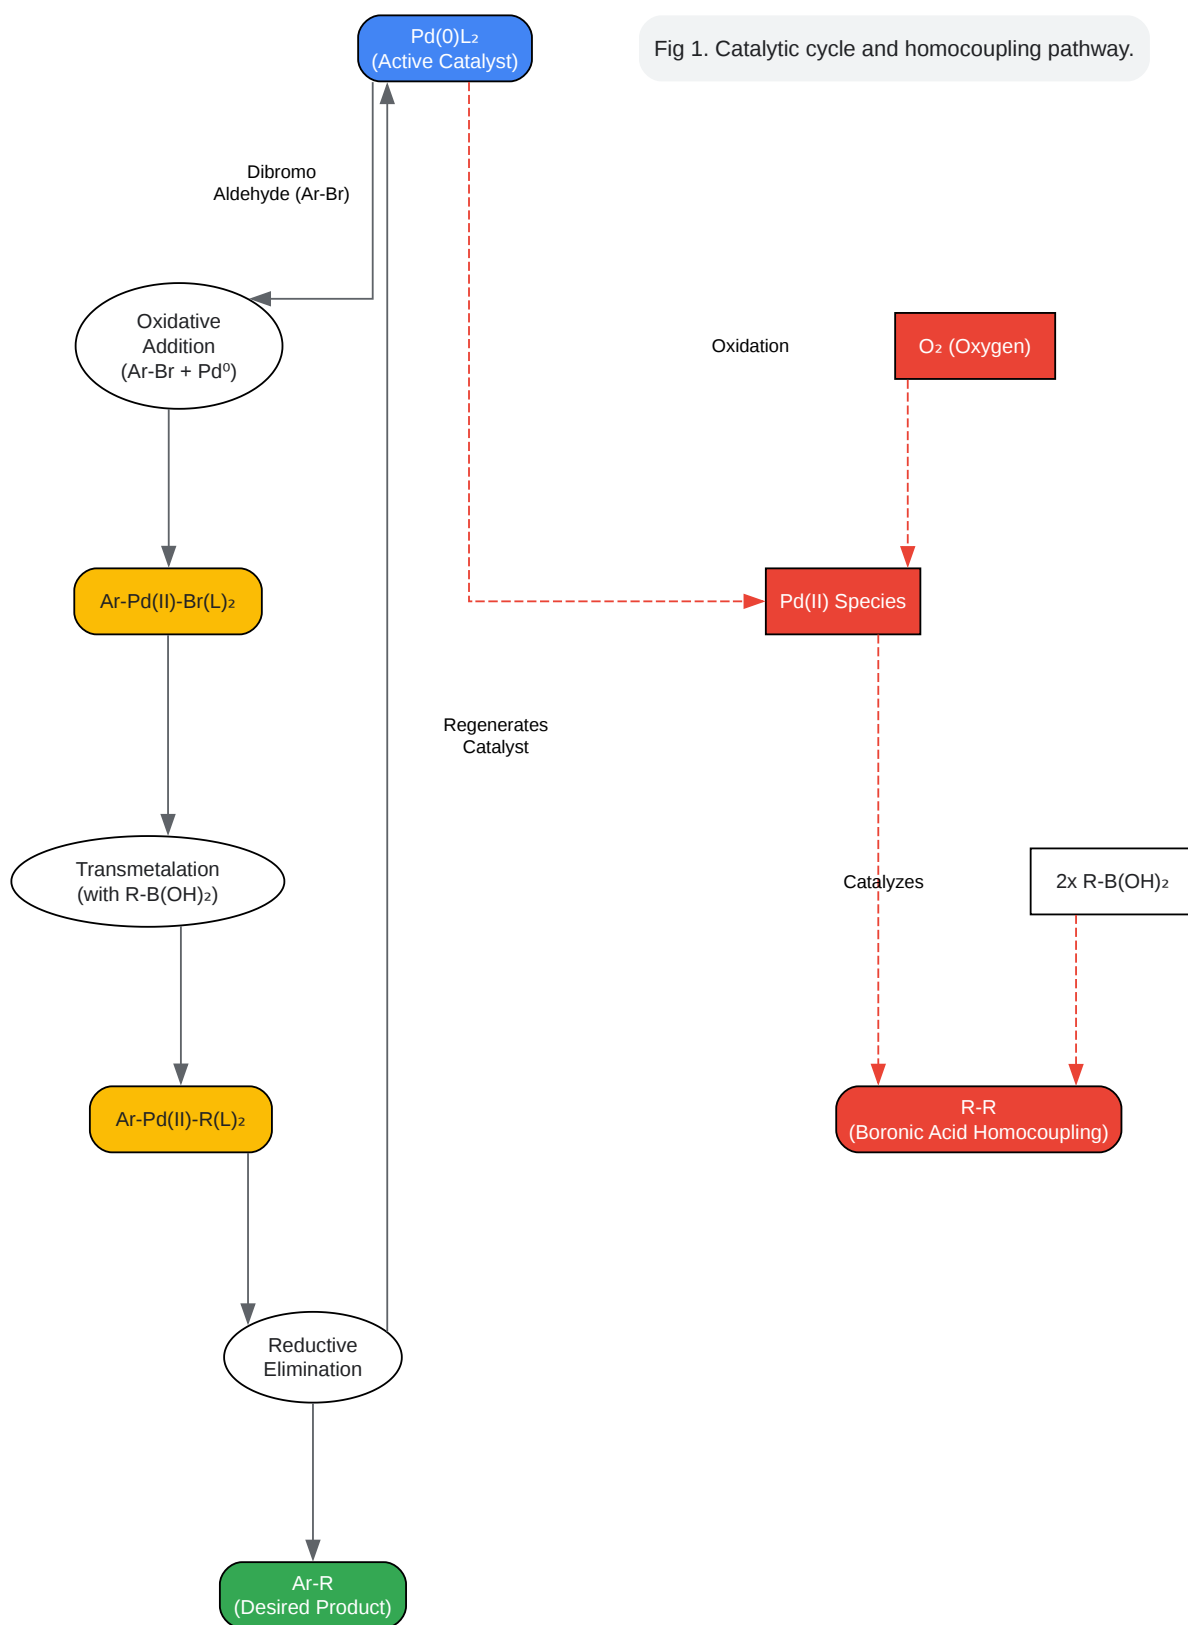 Pd(0)L₂
(Active Catalyst)
Fig 1. Catalytic cycle and homocoupling pathway.
Dibromo
Aldehyde (Ar-Br)
Oxidative
Addition
(Ar-Br + Pd⁰)
Oxidation
O₂ (Oxygen)
Ar-Pd(II)-Br(L)₂
Pd(II) Species
Regenerates
Catalyst
Transmetalation
(with R-B(OH)₂)
Catalyzes
2x R-B(OH)₂
Ar-Pd(II)-R(L)₂
R-R
(Boronic Acid Homocoupling)
Reductive
Elimination
Ar-R
(Desired Product)